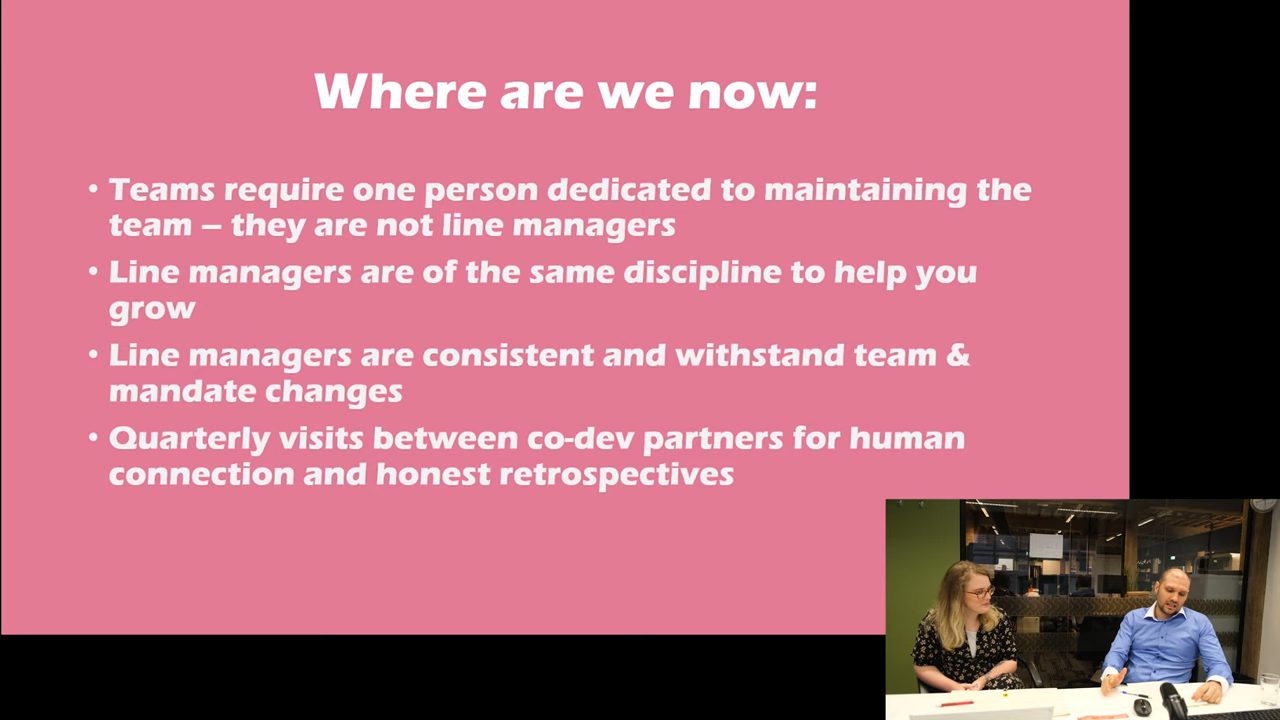 Where are we now:
• Teams require one person dedicated to maintaining the
team – they are not line managers
• Line managers are of the same discipline to help you
grow
• Line managers are consistent and withstand team &
mandate changes
• Quarterly visits between co-dev partners for human
connection and honest retrospectives